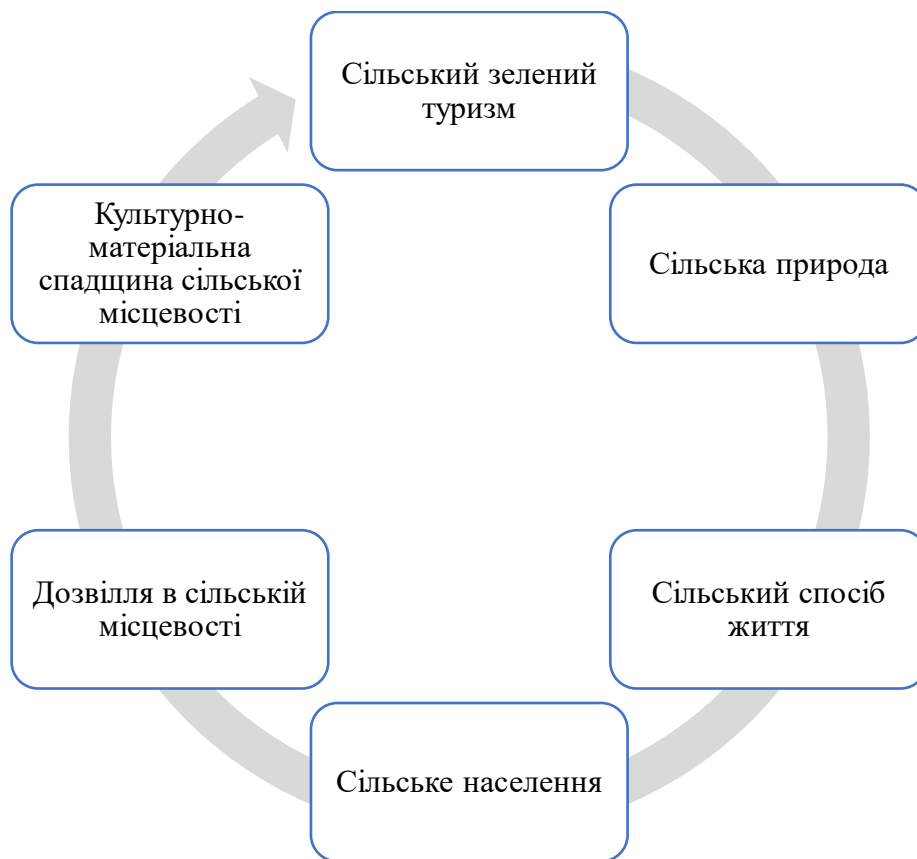 Сільський зелений
туризм
Сільська природа
Сільський спосіб
життя
Сільське населення
Дозвілля в сільській
місцевості
Культурно-
матеріальна
спадщина сільської
місцевості